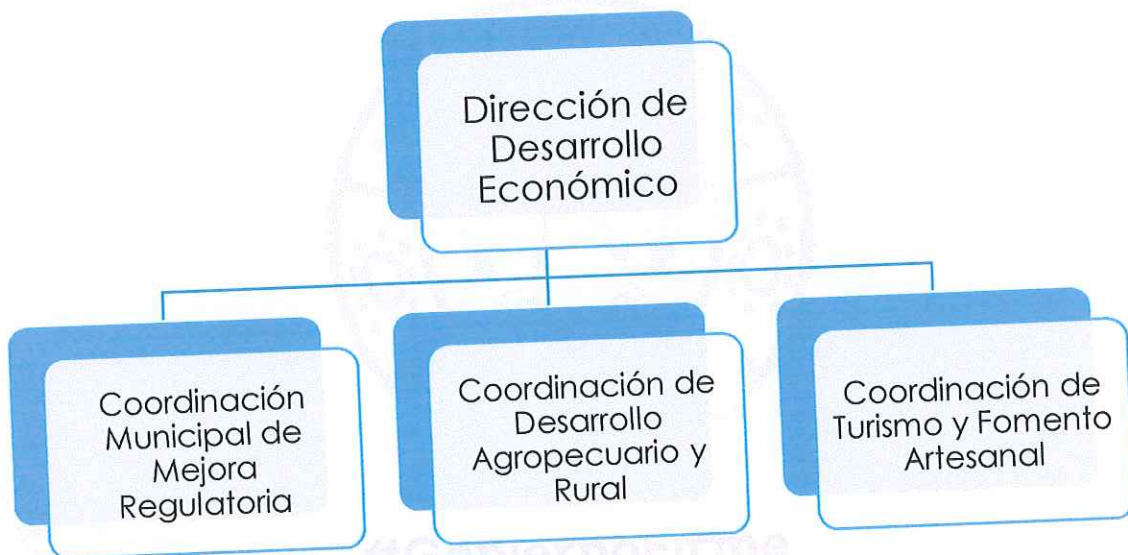 Dirección de
Desarrollo
Económico
Coordinación
Municipal de
Mejora
Regulatoria
Coordinación de
Desarrollo
Agropecuario y
Rural
Coordinación de
Turismo y Fomento
Artesanal
#GobiernoFirme